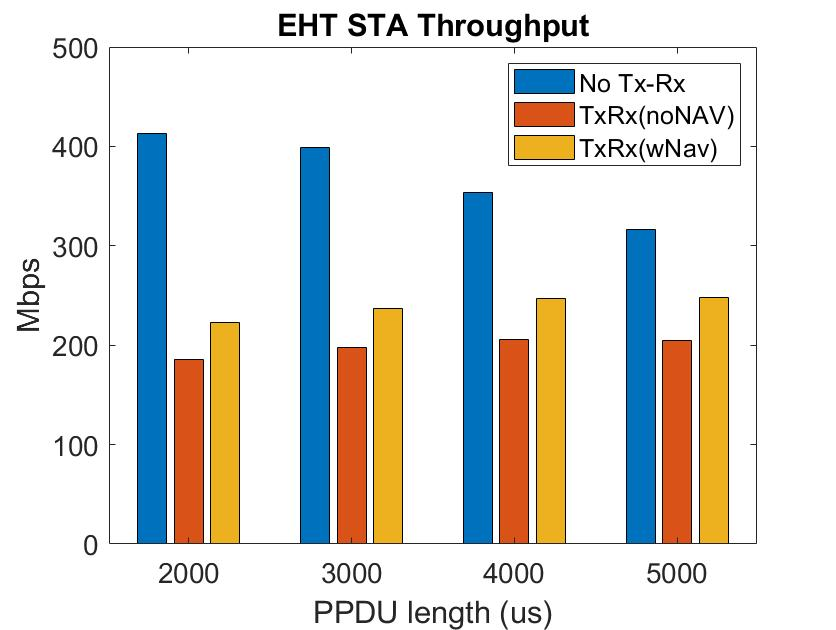 EHT STA Throughput
500
400
300
200
100
0
Mbps
No Tx-Rx
TxRx(noNAV)
TxRx(wNav)
2000 3000 4000 5000
PPDU length (us)